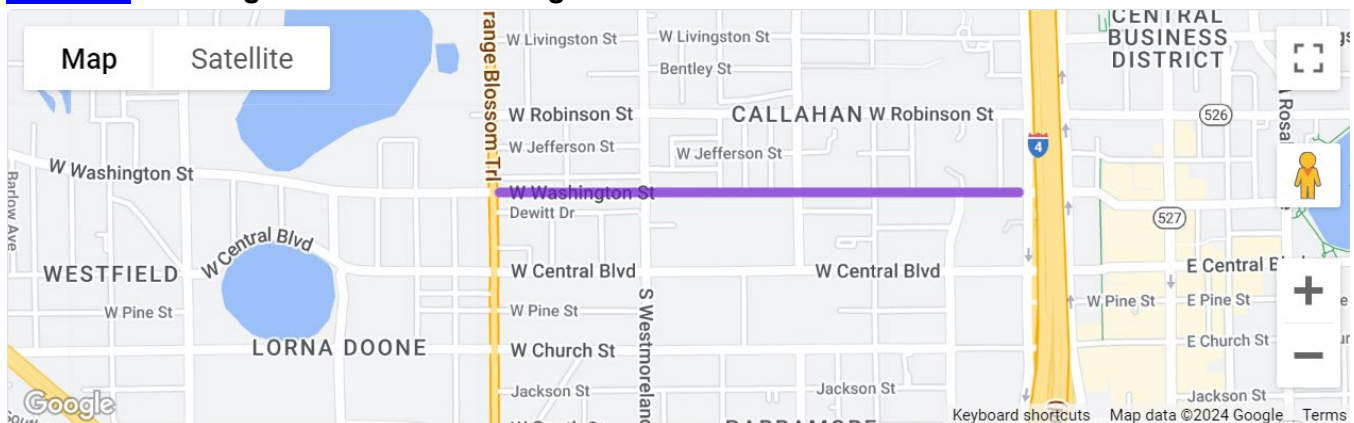 Map
Satellite
range Blossom Trl
W Livingston St
W Livingston St
Bentley St
CENTRAL
BUSINESS
DISTRICT
W Robinson St
CALLAHAN
W Robinson St
526
W Jefferson St
W Jefferson St
4
W Washington St
W Washington St
Barlow Ave
Dewitt Dr
527
W Central Blvd
WESTFIELD
W Central Blvd
W Central Blvd
E Central
W Pine St
W Pine St
W Pine St
E Pine St
S Westmoreland
LORNA DOONE
W Church St
E Church St
Jackson St
Jackson St
Jackson St
Google
Keyboard shortcuts
Map data ©2024 Google
Terms